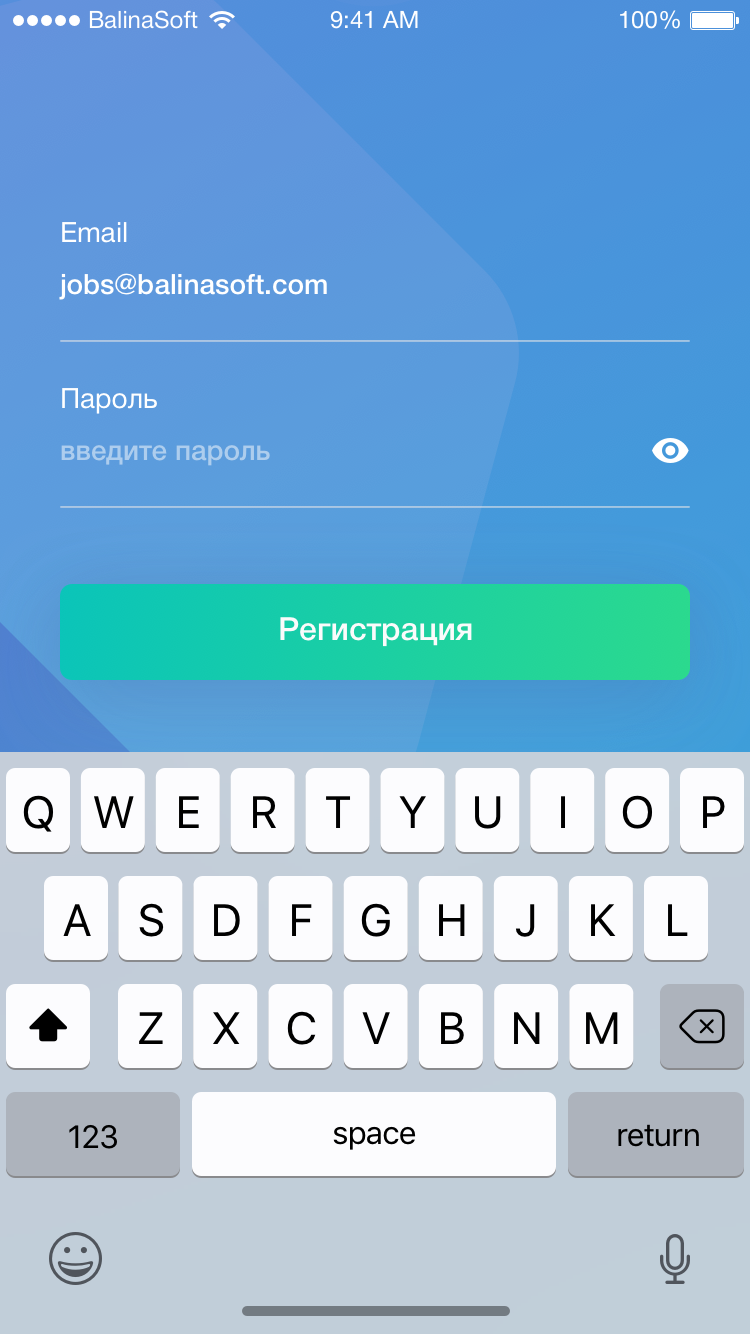 BalinaSoft 9:41 AM 100%
Email
jobs@balinasoft.com
Пароль
введите пароль
Регистрация
Q W E R T Y U I O P
A S D F G H J K L
Z X C V B N M
123 space return